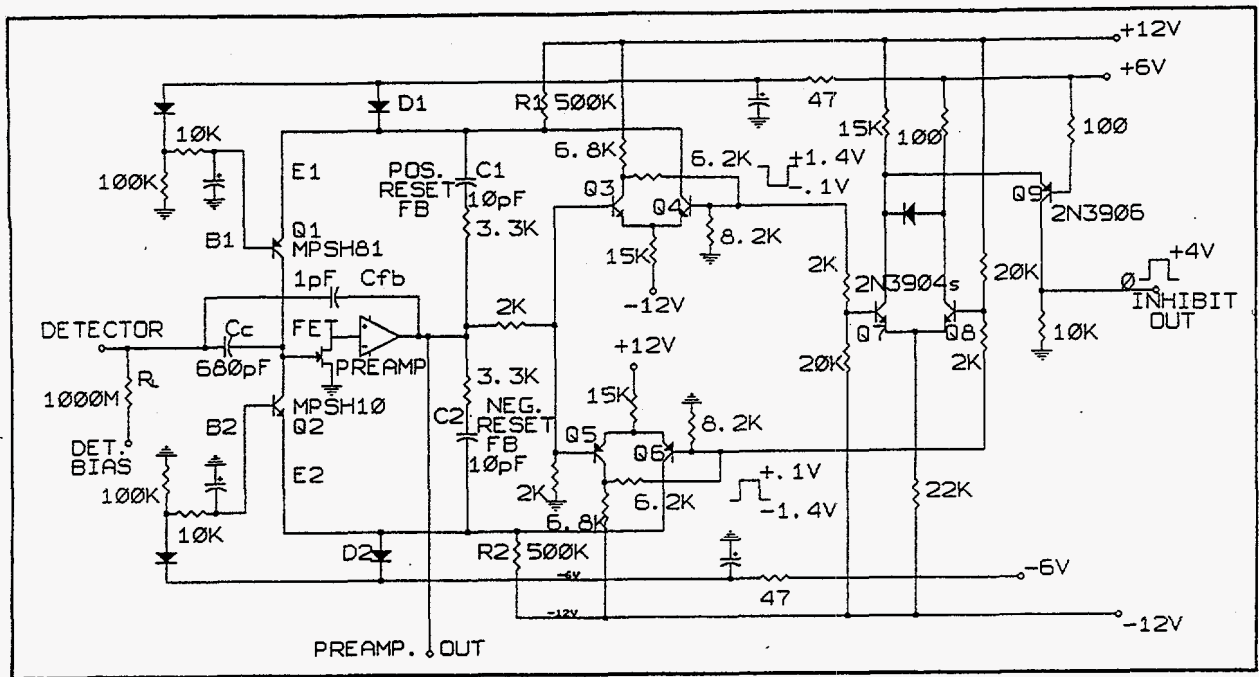 +12V
+6V
D1
R1 500K
47
10K
15K
100
100
6.8K
6.2K
+1.4V
-.1V
100K
E1
POS.
RESET
FB
C1
10pF
Q3
Q4
Q9
2N3906
B1
Q1
MPSH81
3.3K
8.2K
15K
2K
2N3904s
20K
0
+4V
INHIBIT
OUT
1pF
Cfb
-12V
2K
DETECTOR
Cc
FET
+12V
Q7
Q8
10K
680pF
PREAMP
20K
2K
RL
1000M
MPSH10
3.3K
15K
B2
Q2
C2
NEG.
RESET
FB
10pF
Q5
Q6
8.2K
DET.
BIAS
E2
+.1V
-1.4V
100K
2K
6.2K
22K
10K
6.8K
D2
R2 500K
-6V
-6V
47
-12V
-12V
PREAMP. OUT